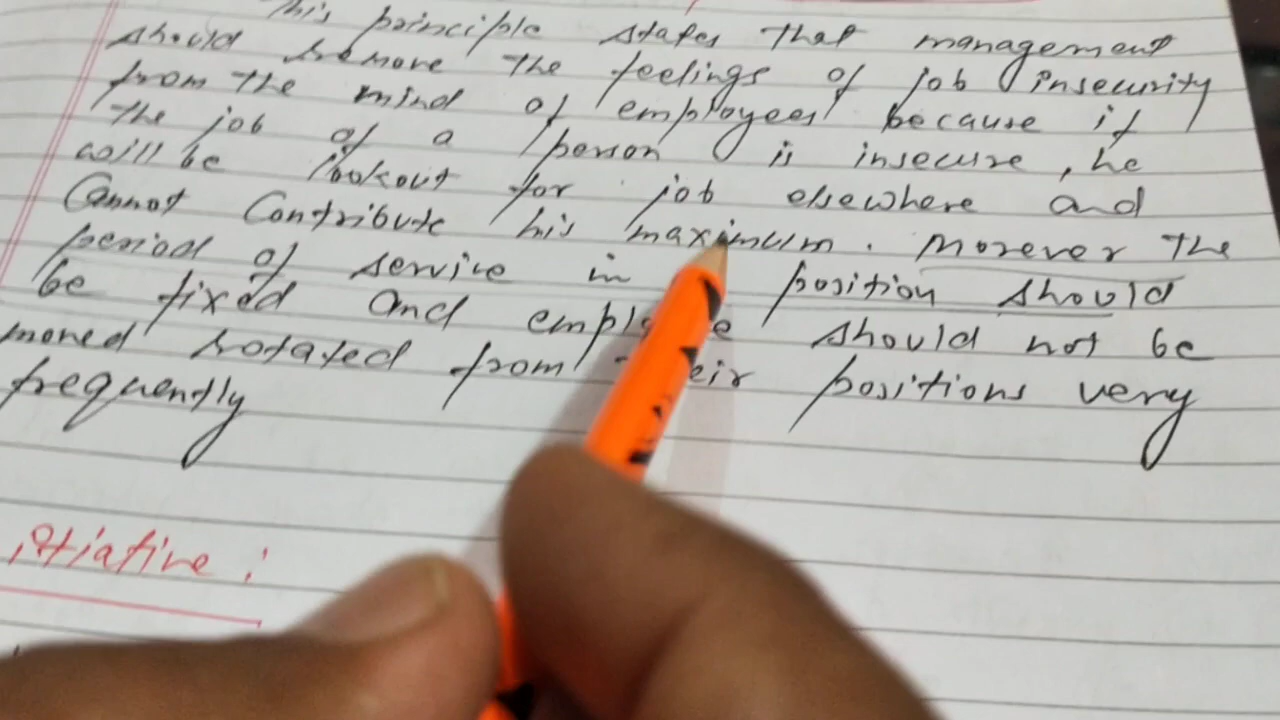 This principle states that management
should remove the feelings of job insecurity
from the mind of employees' because if
the job of a person is insecure, he
will be lookout for job elsewhere and
Cannot Contribute his maximum. Morever the
period of service in position should
be fixed and employee should not be
moved rotated from their positions very
frequently
itiative :